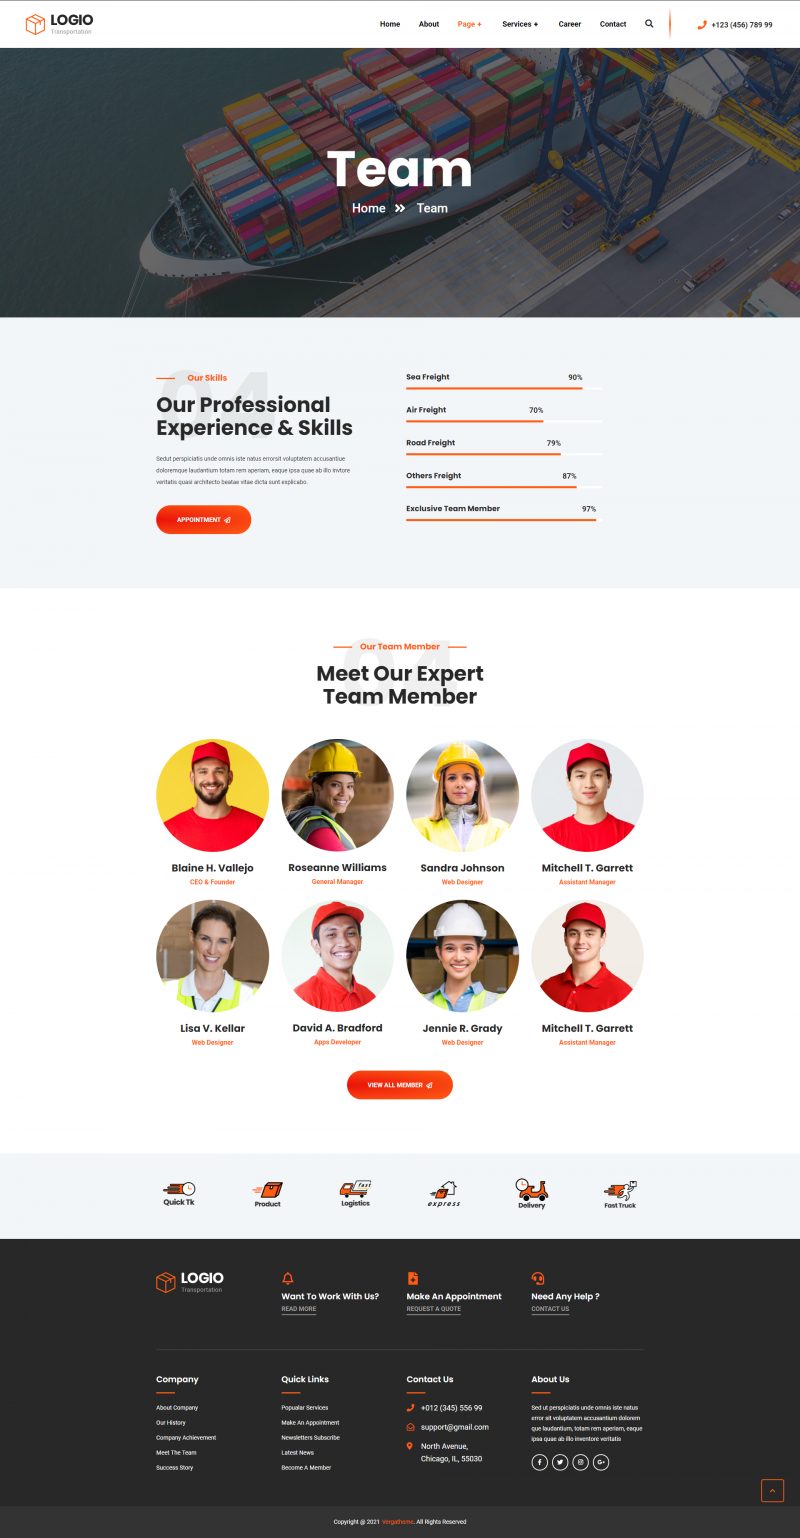 LOGIO
Transportation
Home About Page + Services + Career Contact
+123 (456) 789 99
Team
Home Team
04
Our Skills
Our Professional
Experience & Skills
Sedut perspiciatis unde omnis iste natus errorsit voluptatem accusantiue
doloremque laudantium totam rem aperiam, eaque ipsa quae ab illo invtore
veritatis quasi architecto beatae vitae dicta sunt explicabo.
APPOINTMENT
Sea Freight 90%
Air Freight 70%
Road Freight 79%
Others Freight 87%
Exclusive Team Member 97%
04
Our Team Member
Meet Our Expert
Team Member
Blaine H. Vallejo
CEO & Founder
Roseanne Williams
General Manager
Sandra Johnson
Web Designer
Mitchell T. Garrett
Assistant Manager
Lisa V. Kellar
Web Designer
David A. Bradford
Apps Developer
Jennie R. Grady
Web Designer
Mitchell T. Garrett
Assistant Manager
VIEW ALL MEMBER
Quick Tk
Product
fast
Logistics
express
Delivery
Fast Truck
LOGIO
Transportation
Want To Work With Us?
READ MORE
Make An Appointment
REQUEST A QUOTE
Need Any Help ?
CONTACT US
Company
About Company
Our History
Company Achievement
Meet The Team
Success Story
Quick Links
Popualar Services
Make An Appointment
Newsletters Subscribe
Latest News
Become A Member
Contact Us
+012 (345) 556 99
support@gmail.com
North Avenue,
Chicago, IL, 55030
About Us
Sed ut perspiciatis unde omnis iste natus
error sit voluptatem accusantium dolorem
que laudantium, totam rem aperiam, eaque
ipsa quae ab illo inventore veritatis
Copyright @ 2021 Vergatheme. All Rights Reserved